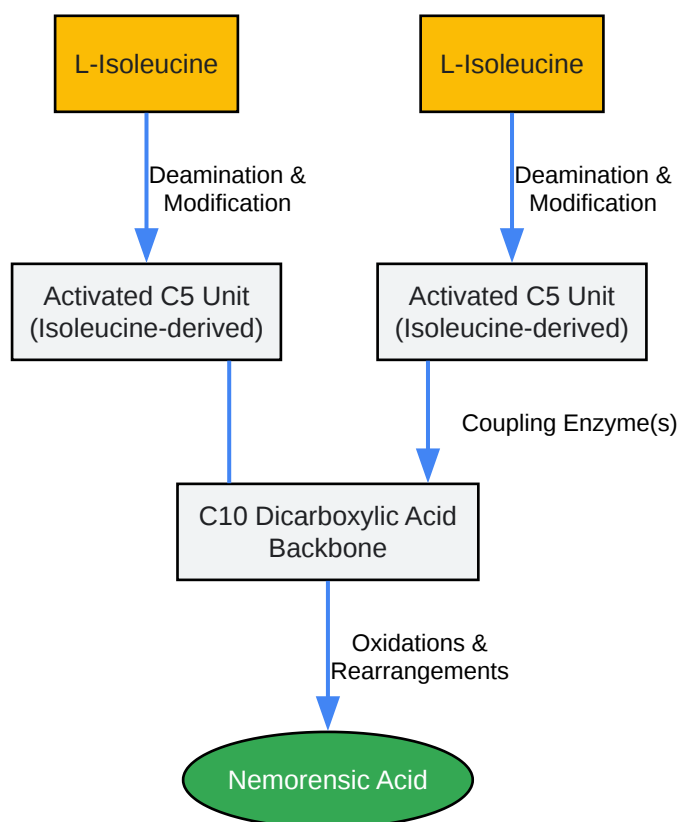 L-Isoleucine
L-Isoleucine
Deamination &
Modification
Deamination &
Modification
Activated C5 Unit
(Isoleucine-derived)
Activated C5 Unit
(Isoleucine-derived)
Coupling Enzyme(s)
C10 Dicarboxylic Acid
Backbone
Oxidations &
Rearrangements
Nemorensic Acid